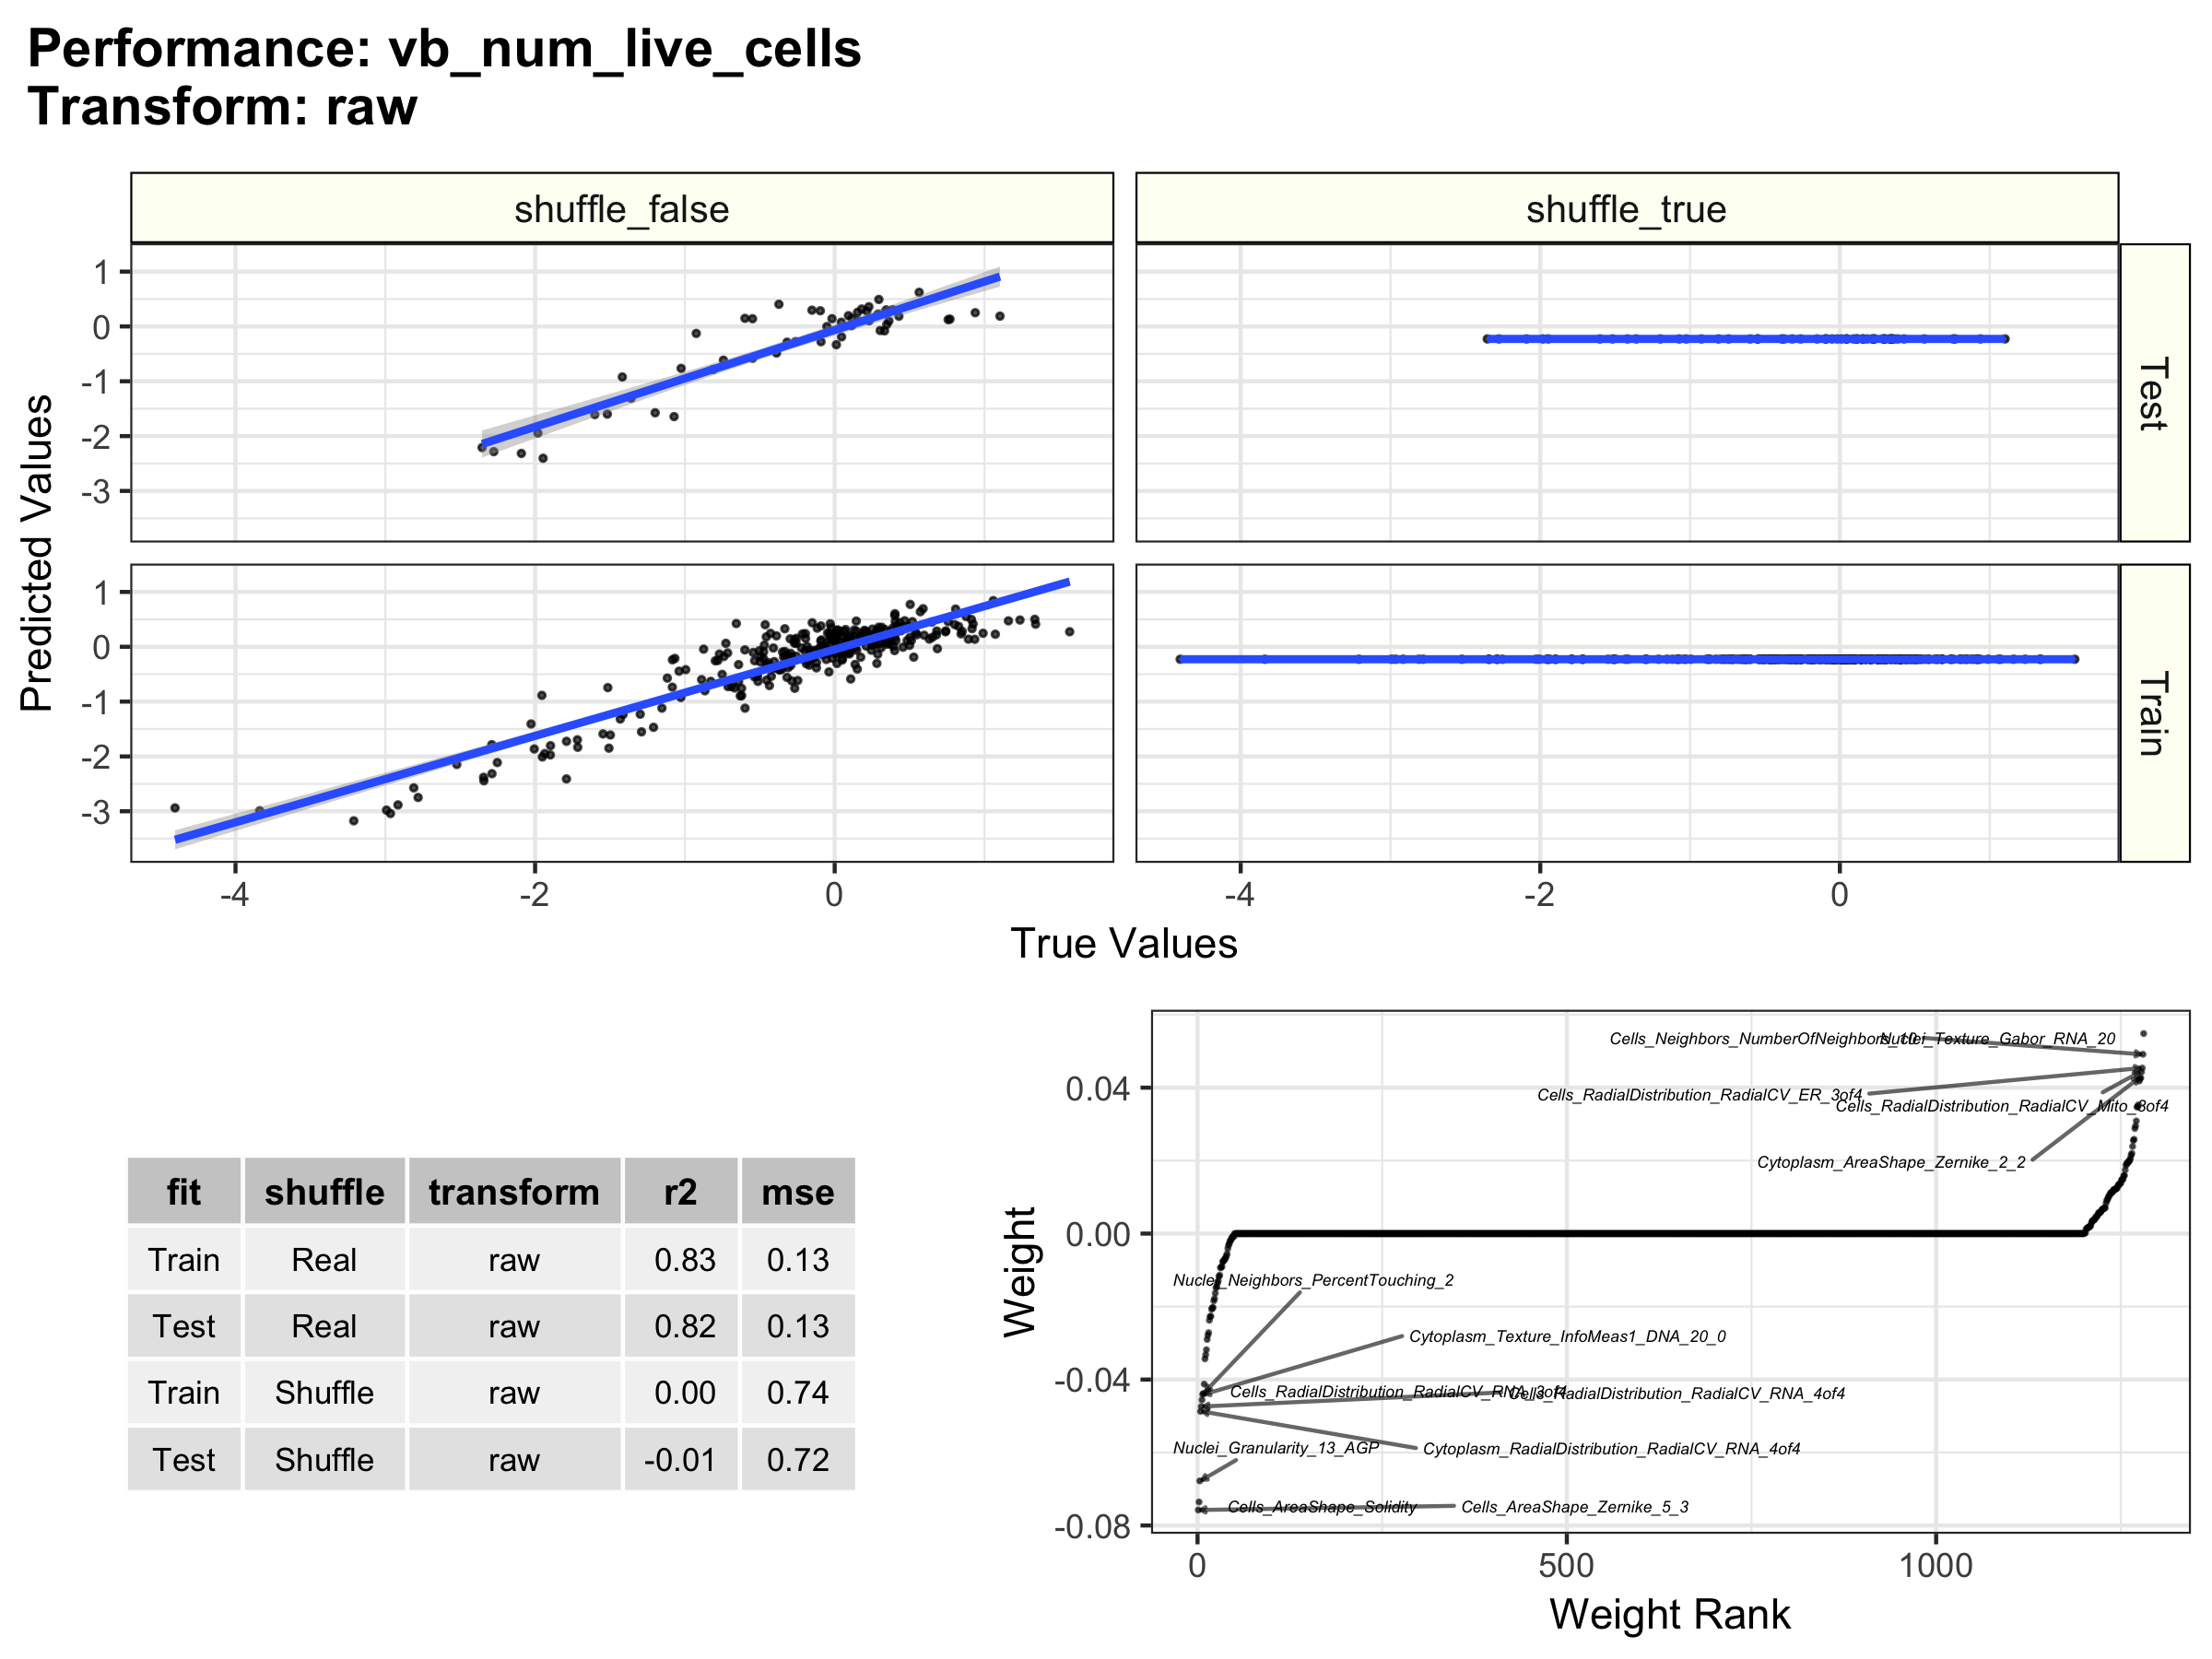 Performance: vb_num_live_cells
Transform: raw
shuffle_false
shuffle_true
1
0
-1
-2
-3
Test
Predicted Values
1
0
-1
-2
-3
Train
-4
-2
0
-4
-2
0
True Values
fit shuffle transform r2 mse
Train Real raw 0.83 0.13
Test Real raw 0.82 0.13
Train Shuffle raw 0.00 0.74
Test Shuffle raw -0.01 0.72
Weight
0.04
0.00
-0.04
-0.08
Cells_Neighbors_NumberOfNeighbors_10
Nuclei_Texture_Gabor_RNA_20
Cells_RadialDistribution_RadialCV_ER_3of4
Cells_RadialDistribution_RadialCV_Mito_3of4
Cytoplasm_AreaShape_Zernike_2_2
Nuclei_Neighbors_PercentTouching_2
Cytoplasm_Texture_InfoMeas1_DNA_20_0
Cells_RadialDistribution_RadialCV_RNA_3of4
Cells_RadialDistribution_RadialCV_RNA_4of4
Nuclei_Granularity_13_AGP
Cytoplasm_RadialDistribution_RadialCV_RNA_4of4
Cells_AreaShape_Solidity
Cells_AreaShape_Zernike_5_3
0
500
1000
Weight Rank